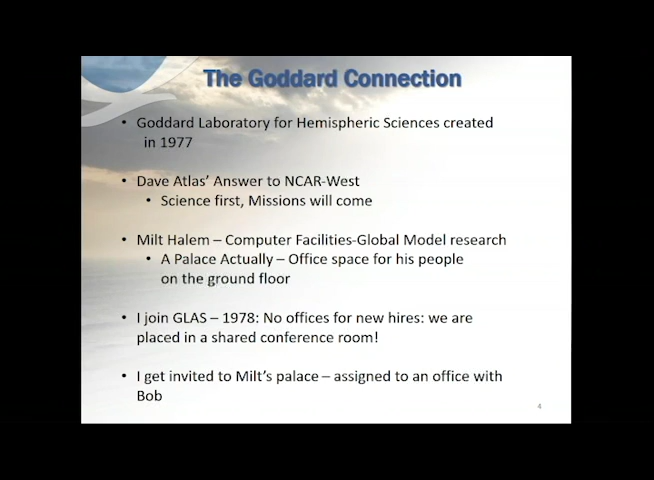 The Goddard Connection
• Goddard Laboratory for Hemispheric Sciences created
in 1977
• Dave Atlas' Answer to NCAR-West
• Science first, Missions will come
• Milt Halem – Computer Facilities-Global Model research
• A Palace Actually – Office space for his people
on the ground floor
• I join GLAS – 1978: No offices for new hires: we are
placed in a shared conference room!
• I get invited to Milt's palace – assigned to an office with
Bob
4